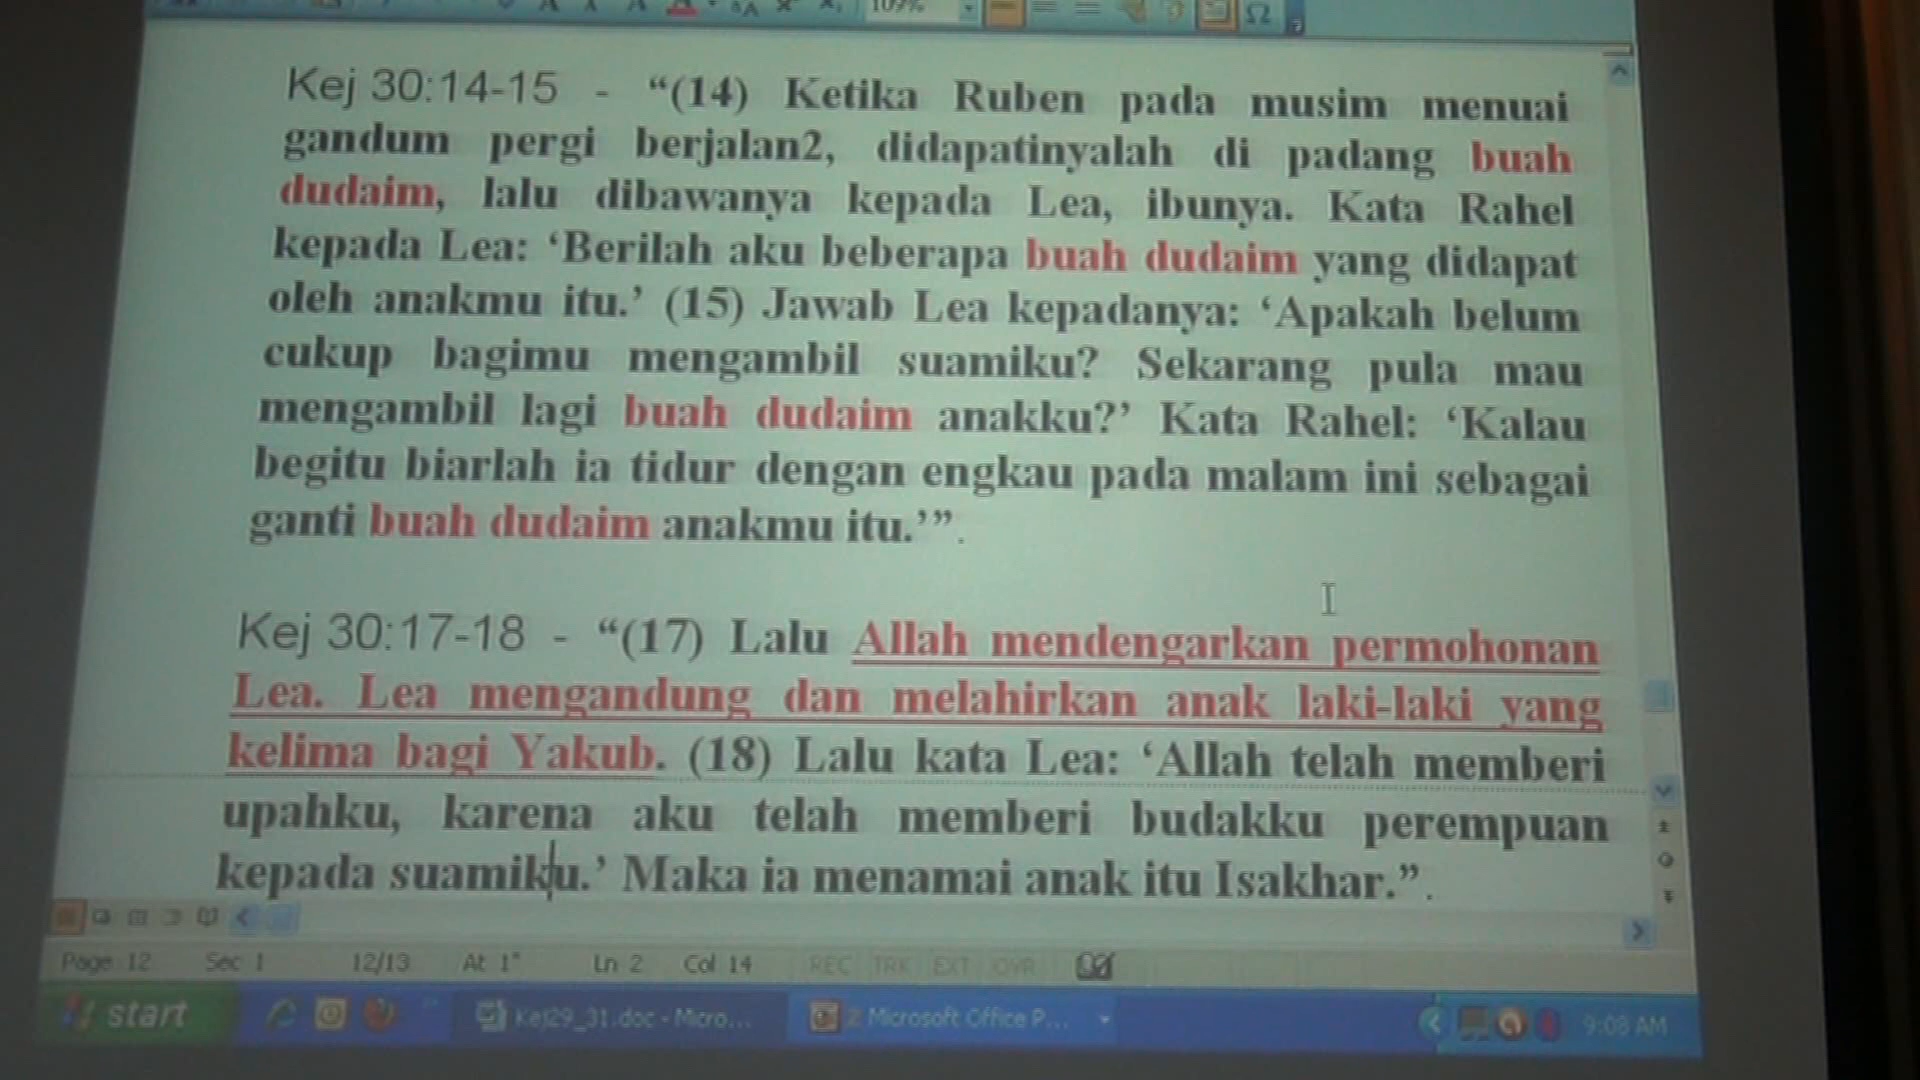 109%
Kej 30:14-15 - “(14) Ketika Ruben pada musim menuai
gandum pergi berjalan2, didapatinyalah di padang buah
dudaim, lalu dibawanya kepada Lea, ibunya. Kata Rahel
kepada Lea: ‘Berilah aku beberapa buah dudaim yang didapat
oleh anakmu itu.’ (15) Jawab Lea kepadanya: ‘Apakah belum
cukup bagimu mengambil suamiku? Sekarang pula mau
mengambil lagi buah dudaim anakku?’ Kata Rahel: ‘Kalau
begitu biarlah ia tidur dengan engkau pada malam ini sebagai
ganti buah dudaim anakmu itu.’”.
Kej 30:17-18 - “(17) Lalu Allah mendengarkan permohonan
Lea. Lea mengandung dan melahirkan anak laki-laki yang
kelima bagi Yakub. (18) Lalu kata Lea: ‘Allah telah memberi
upahku, karena aku telah memberi budakku perempuan
kepada suamiku.’ Maka ia menamai anak itu Isakhar.”.
Page 12 Sec 1 12/13 At 1" Ln 2 Col 14 REC TRK EXT OVR
start Kej29_31.doc - Micro... 2 Microsoft Office P... 9:08 AM